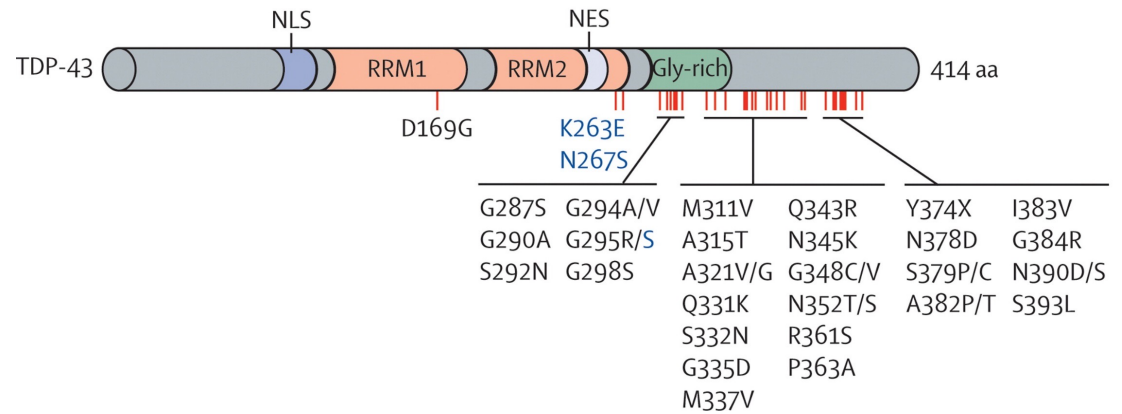 NLS
NES
TDP-43
RRM1
RRM2
Gly-rich
414 aa
D169G
K263E
N267S
G287S G294A/V
G290A G295R/S
S292N G298S
M311V Q343R
A315T N345K
A321V/G G348C/V
Q331K N352T/S
S332N R361S
G335D P363A
M337V
Y374X I383V
N378D G384R
S379P/C N390D/S
A382P/T S393L